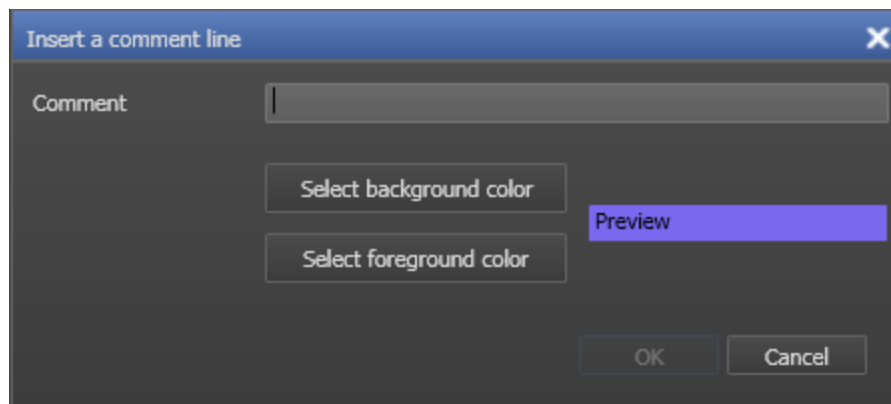 Insert a comment line
Comment
Select background color
Preview
Select foreground color
OK
Cancel